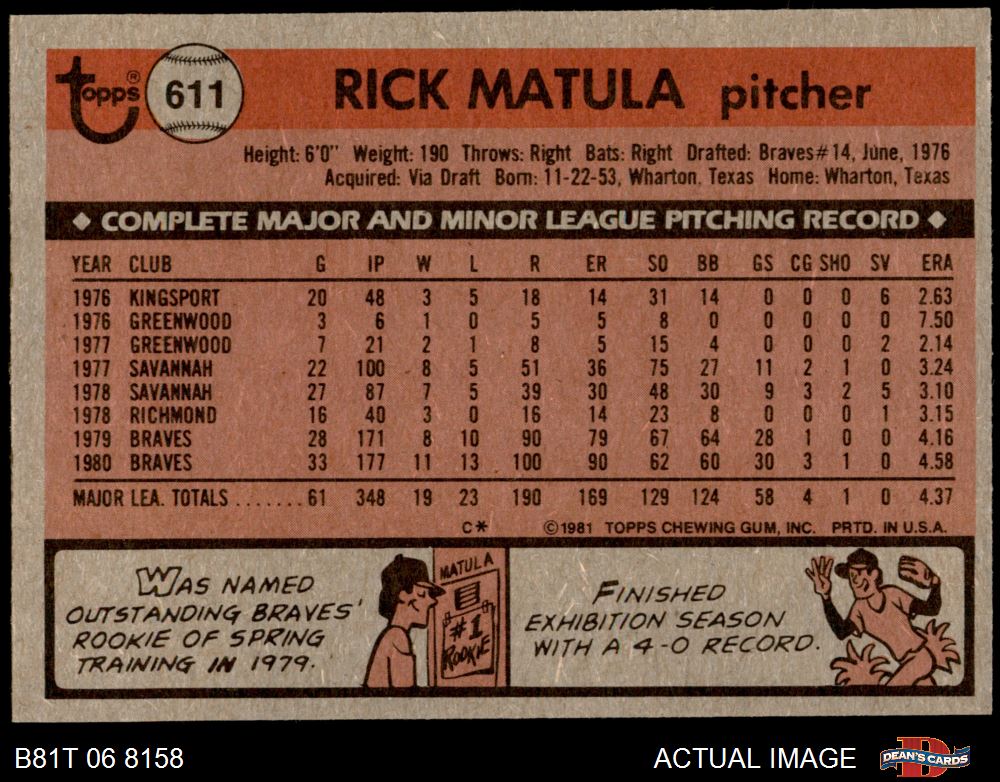 topps® 611 RICK MATULA pitcher
Height: 6'0" Weight: 190 Throws: Right Bats: Right Drafted: Braves#14, June, 1976
Acquired: Via Draft Born: 11-22-53, Wharton, Texas Home: Wharton, Texas
◆ COMPLETE MAJOR AND MINOR LEAGUE PITCHING RECORD ◆
YEAR CLUB G IP W L R ER SO BB GS CG SHO SV ERA
1976 KINGSPORT 20 48 3 5 18 14 31 14 0 0 0 6 2.63
1976 GREENWOOD 3 6 1 0 5 5 8 0 0 0 0 0 7.50
1977 GREENWOOD 7 21 2 1 8 5 15 4 0 0 0 2 2.14
1977 SAVANNAH 22 100 8 5 51 36 75 27 11 2 1 0 3.24
1978 SAVANNAH 27 87 7 5 39 30 48 30 9 3 2 5 3.10
1978 RICHMOND 16 40 3 0 16 14 23 8 0 0 0 1 3.15
1979 BRAVES 28 171 8 10 90 79 67 64 28 1 0 0 4.16
1980 BRAVES 33 177 11 13 100 90 62 60 30 3 1 0 4.58
MAJOR LEA. TOTALS .......61 348 19 23 190 169 129 124 58 4 1 0 4.37
C* ©1981 TOPPS CHEWING GUM, INC. PRTD. IN U.S.A.
WAS NAMED
OUTSTANDING BRAVES'
ROOKIE OF SPRING
TRAINING IN 1979.
MATULA
#1
ROOKIE
FINISHED
EXHIBITION SEASON
WITH A 4-0 RECORD.
B81T 06 8158 ACTUAL IMAGE DEAN'S CARDS